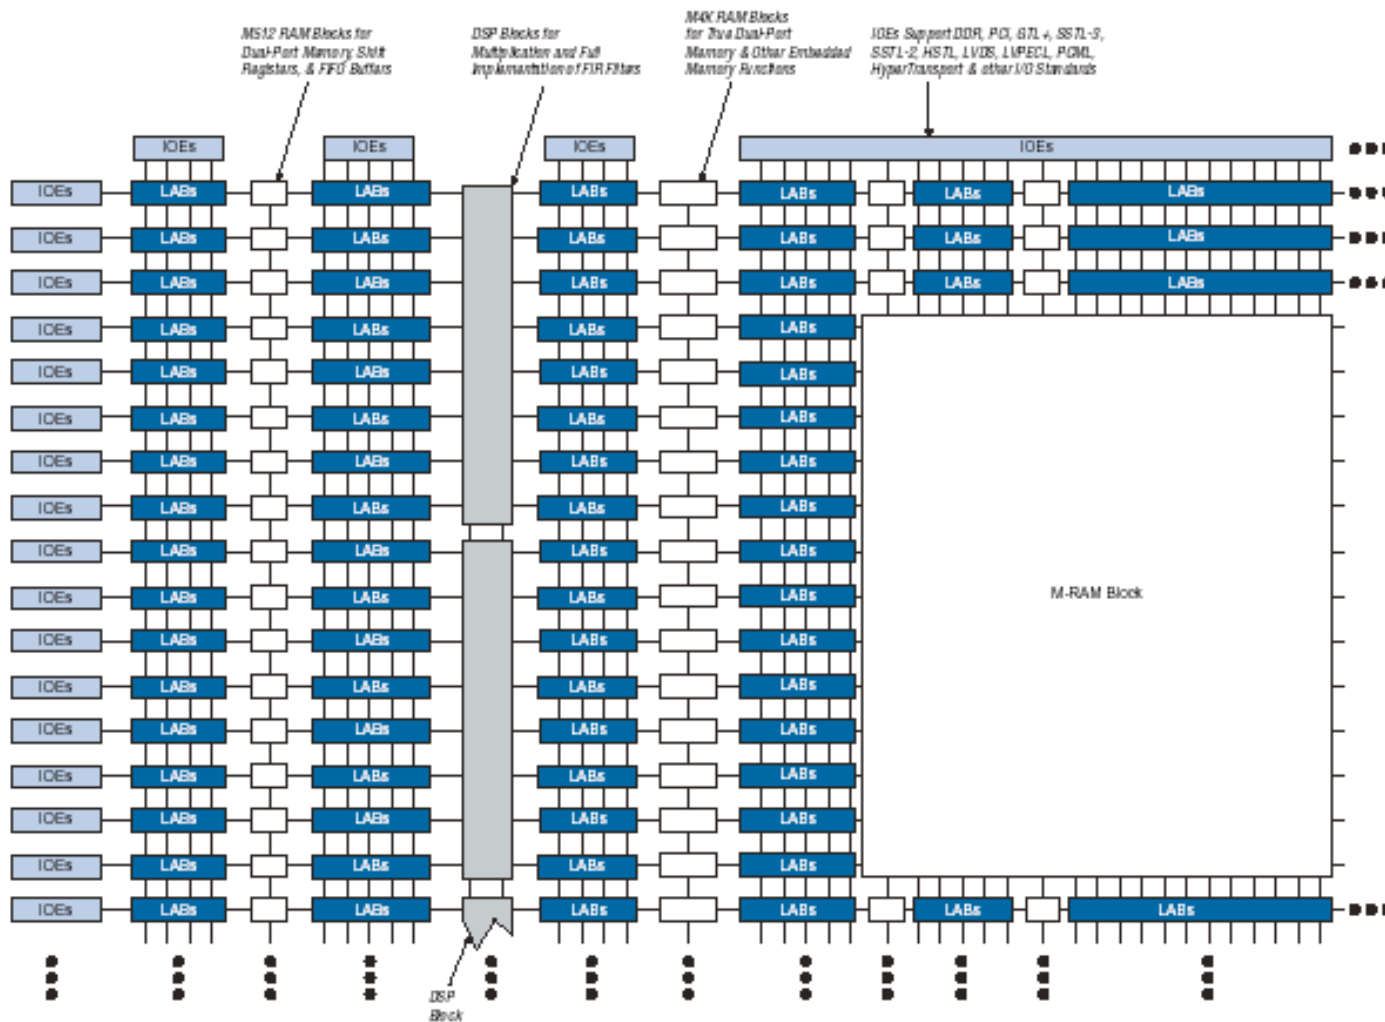 M512 RAM Blocks for
Dual-Port Memory, Shift
Registers, & FIFO Buffers
DSP Blocks for
Multiplication and Full
Implementation of FIR Filters
M4K RAM Blocks
for True Dual-Port
Memory & Other Embedded
Memory Functions
IOEs Support DDR, PCI, GTL+, SSTL-3,
SSTL-2, HSTL, LVDS, LVPECL, PCML,
HyperTransport & other I/O Standards
IOEs IOEs IOEs IOEs
IOEs LABs LABs LABs LABs LABs LABs
IOEs LABs LABs LABs LABs LABs LABs
IOEs LABs LABs LABs LABs LABs LABs
IOEs LABs LABs LABs LABs
IOEs LABs LABs LABs LABs
IOEs LABs LABs LABs LABs
IOEs LABs LABs LABs LABs
IOEs LABs LABs LABs LABs
IOEs LABs LABs LABs LABs
IOEs LABs LABs LABs LABs M-RAM Block
IOEs LABs LABs LABs LABs
IOEs LABs LABs LABs LABs
IOEs LABs LABs LABs LABs
IOEs LABs LABs LABs LABs
IOEs LABs LABs LABs LABs
IOEs LABs LABs LABs LABs
IOEs LABs LABs LABs LABs LABs LABs
DSP
Block